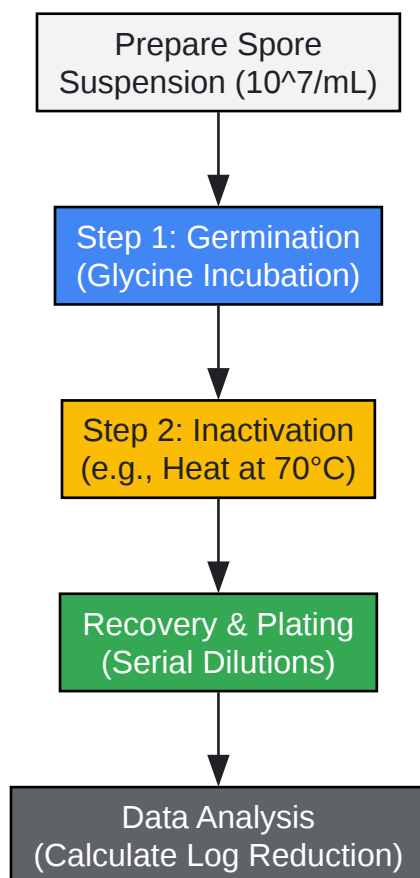 Prepare Spore
Suspension (10^7/mL)
Step 1: Germination
(Glycine Incubation)
Step 2: Inactivation
(e.g., Heat at 70°C)
Recovery & Plating
(Serial Dilutions)
Data Analysis
(Calculate Log Reduction)